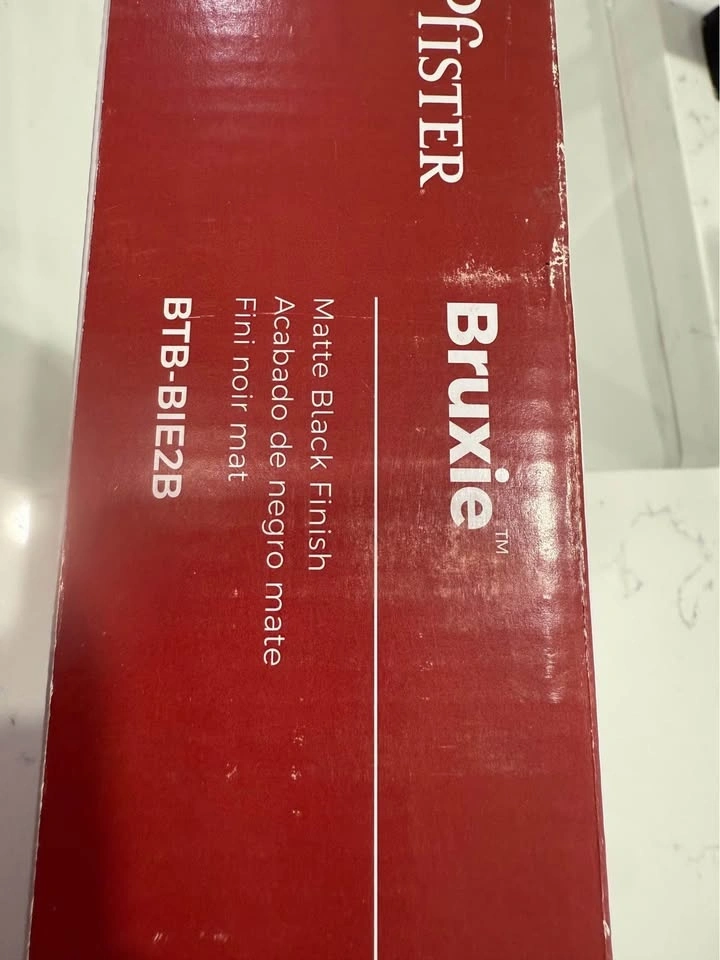 PfISTER
Bruxie™
Matte Black Finish
Acabado de negro mate
Fini noir mat
BTB-BIE2B